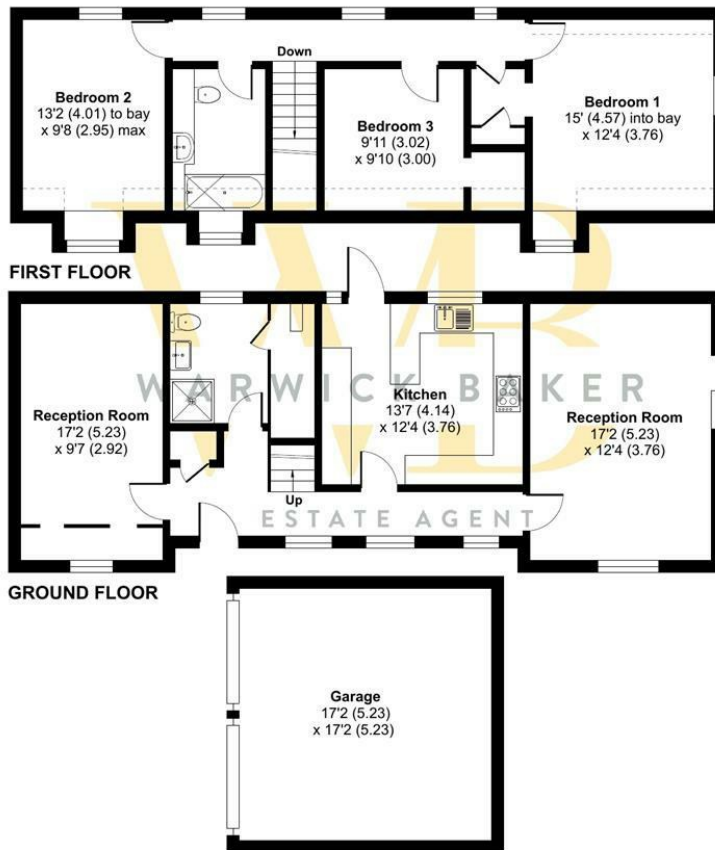 Bedroom 2
13'2 (4.01) to bay
x 9'8 (2.95) max
Down
Bedroom 3
9'11 (3.02)
x 9'10 (3.00)
Bedroom 1
15' (4.57) into bay
x 12'4 (3.76)
FIRST FLOOR
WB
WARWICK BAKER
ESTATE AGENT
Reception Room
17'2 (5.23)
x 9'7 (2.92)
Up
Kitchen
13'7 (4.14)
x 12'4 (3.76)
Reception Room
17'2 (5.23)
x 12'4 (3.76)
GROUND FLOOR
Garage
17'2 (5.23)
x 17'2 (5.23)